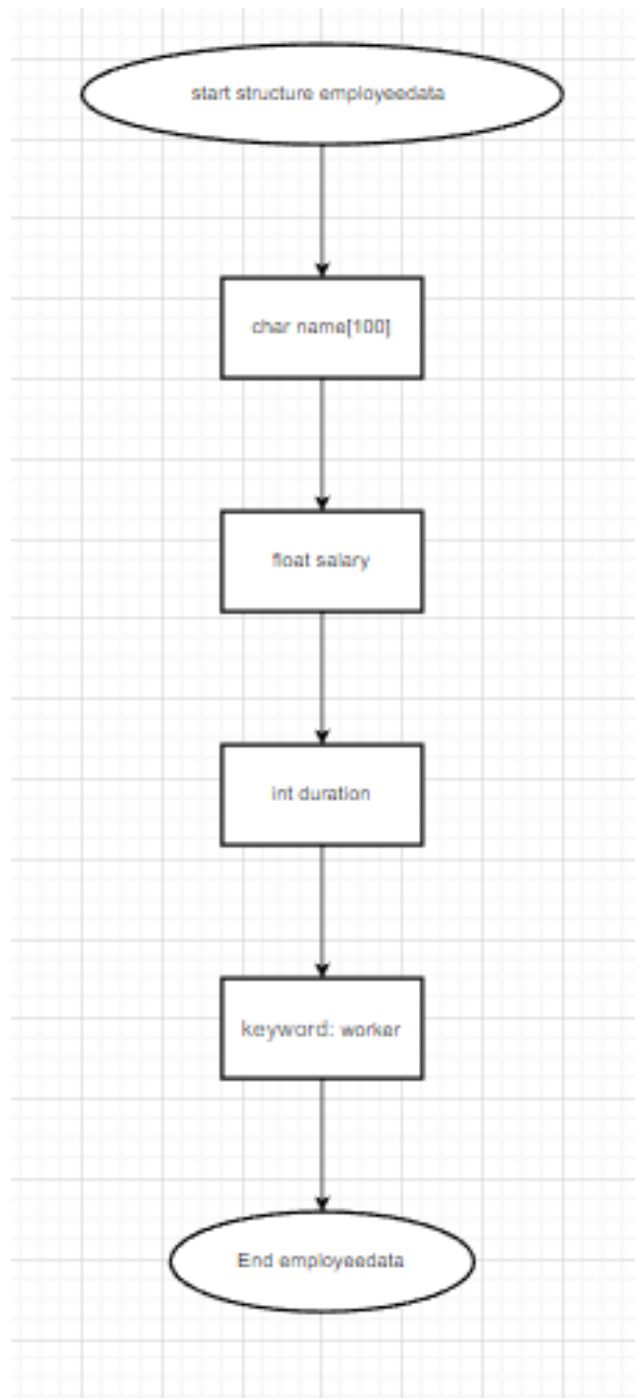 start structure employeedata
char name[100]
float salary
int duration
keyword: worker
End employeedata